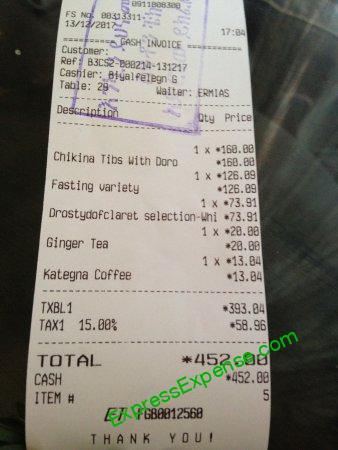 0911008300
FS No. 00313311
13/12/2017 17:04
========== CASH INVOICE ==========
Customer:
Ref: B3CS2-D00214-131217
Cashier: Biyalfelegn G
Table: 29 Waiter: ERMIAS
Description Qty Price
1 x *160.00
Chikina Tibs With Doro *160.00
1 x *126.09
Fasting variety *126.09
1 x *73.91
Drostydofclaret selection-Whi *73.91
1 x *20.00
Ginger Tea *20.00
1 x *13.04
Kategna Coffee *13.04
TXBL1 *393.04
TAX1 15.00% *58.96
TOTAL *452.00
CASH *452.00
ITEM # 5
ET FGB0012560
THANK YOU!
ExpressExpense.com